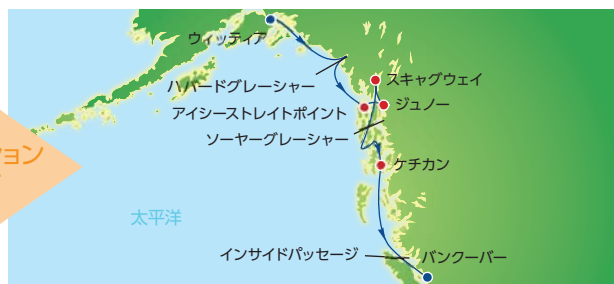 ウィッティア
ハバードグレーシャー
スキャグウェイ
アイシーストレイトポイント
ジュノー
ソーヤーグレーシャー
ション
ケチカン
太平洋
インサイドパッセージ
バンクーバー